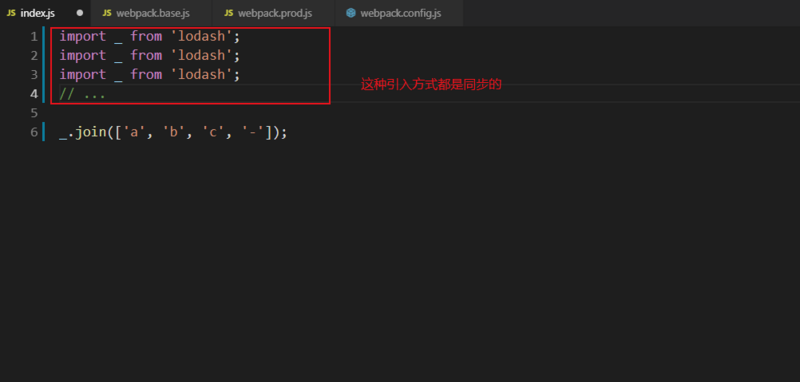 JS index.js
JS webpack.base.js
JS webpack.prod.js
webpack.config.js
1 import _ from 'lodash';
2 import _ from 'lodash';
3 import _ from 'lodash';
这种引入方式都是同步的
4 // ...
5
6 _.join(['a', 'b', 'c', '-']);